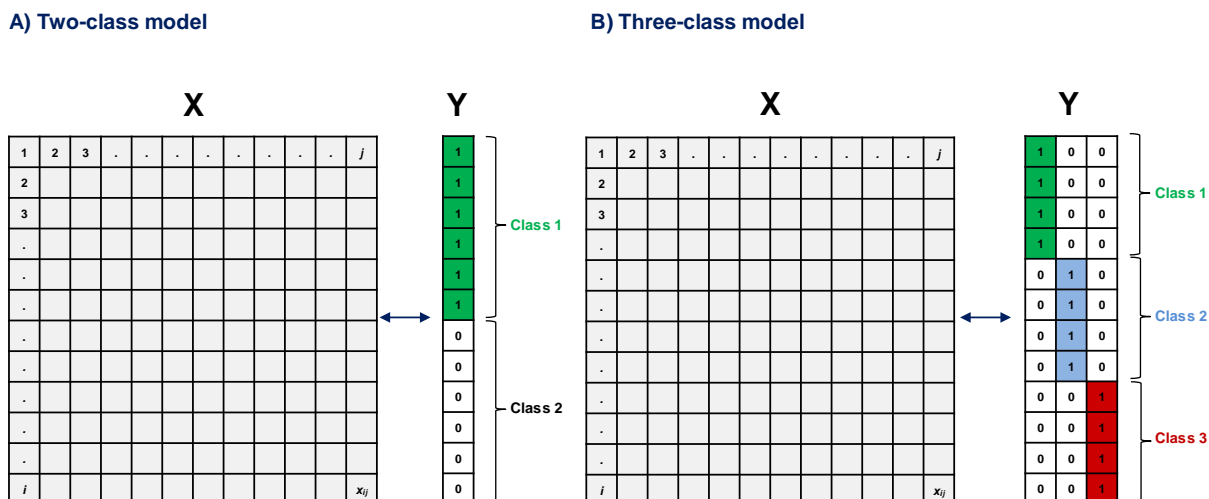 A) Two-class model
B) Three-class model
X
Y
X
Y
1 2 3 . . . . . . . . j
2
3
.
.
.
.
.
.
.
.
i xij
1
1
1
1
1
1
0
0
0
0
0
0
Class 1
Class 2
1 2 3 . . . . . . . . j
2
3
.
.
.
.
.
.
.
.
i xij
1 0 0
1 0 0
1 0 0
1 0 0
0 1 0
0 1 0
0 1 0
0 1 0
0 0 1
0 0 1
0 0 1
0 0 1
Class 1
Class 2
Class 3